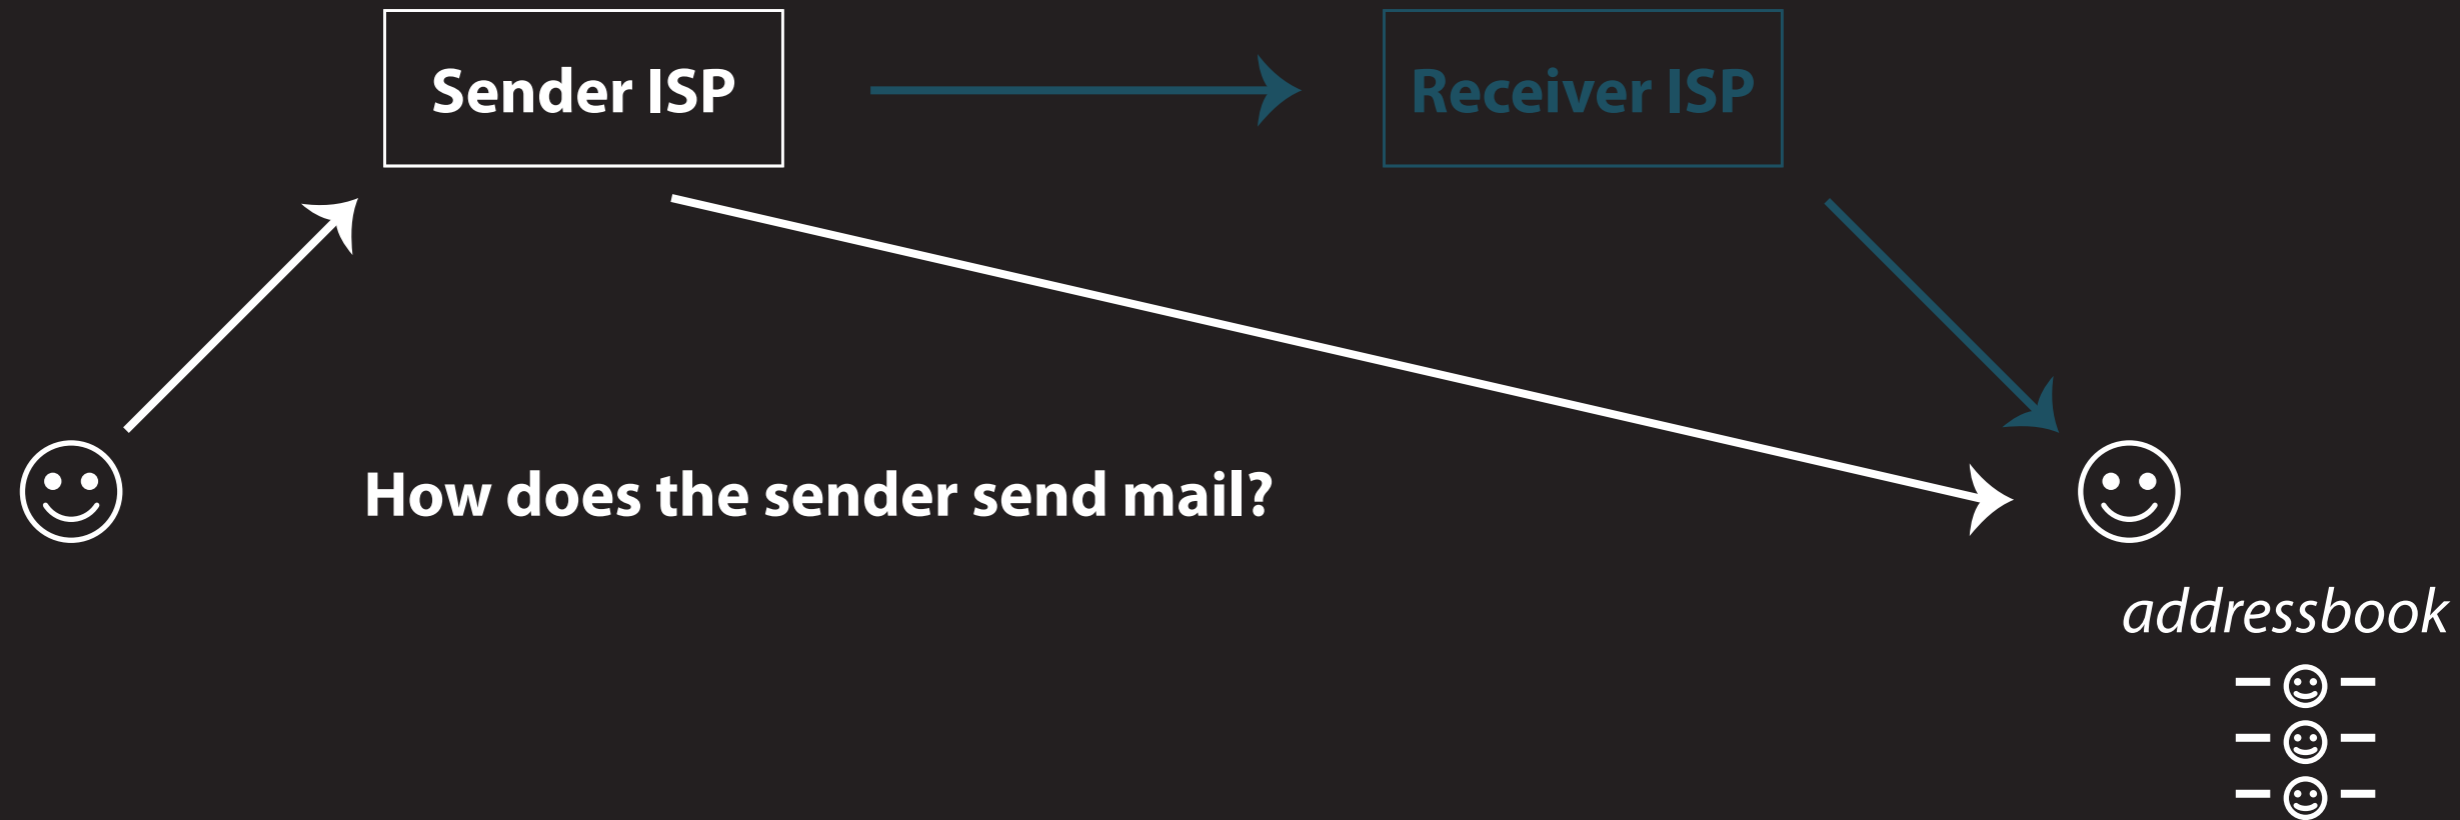 Sender ISP
Receiver ISP
How does the sender send mail?
addressbook